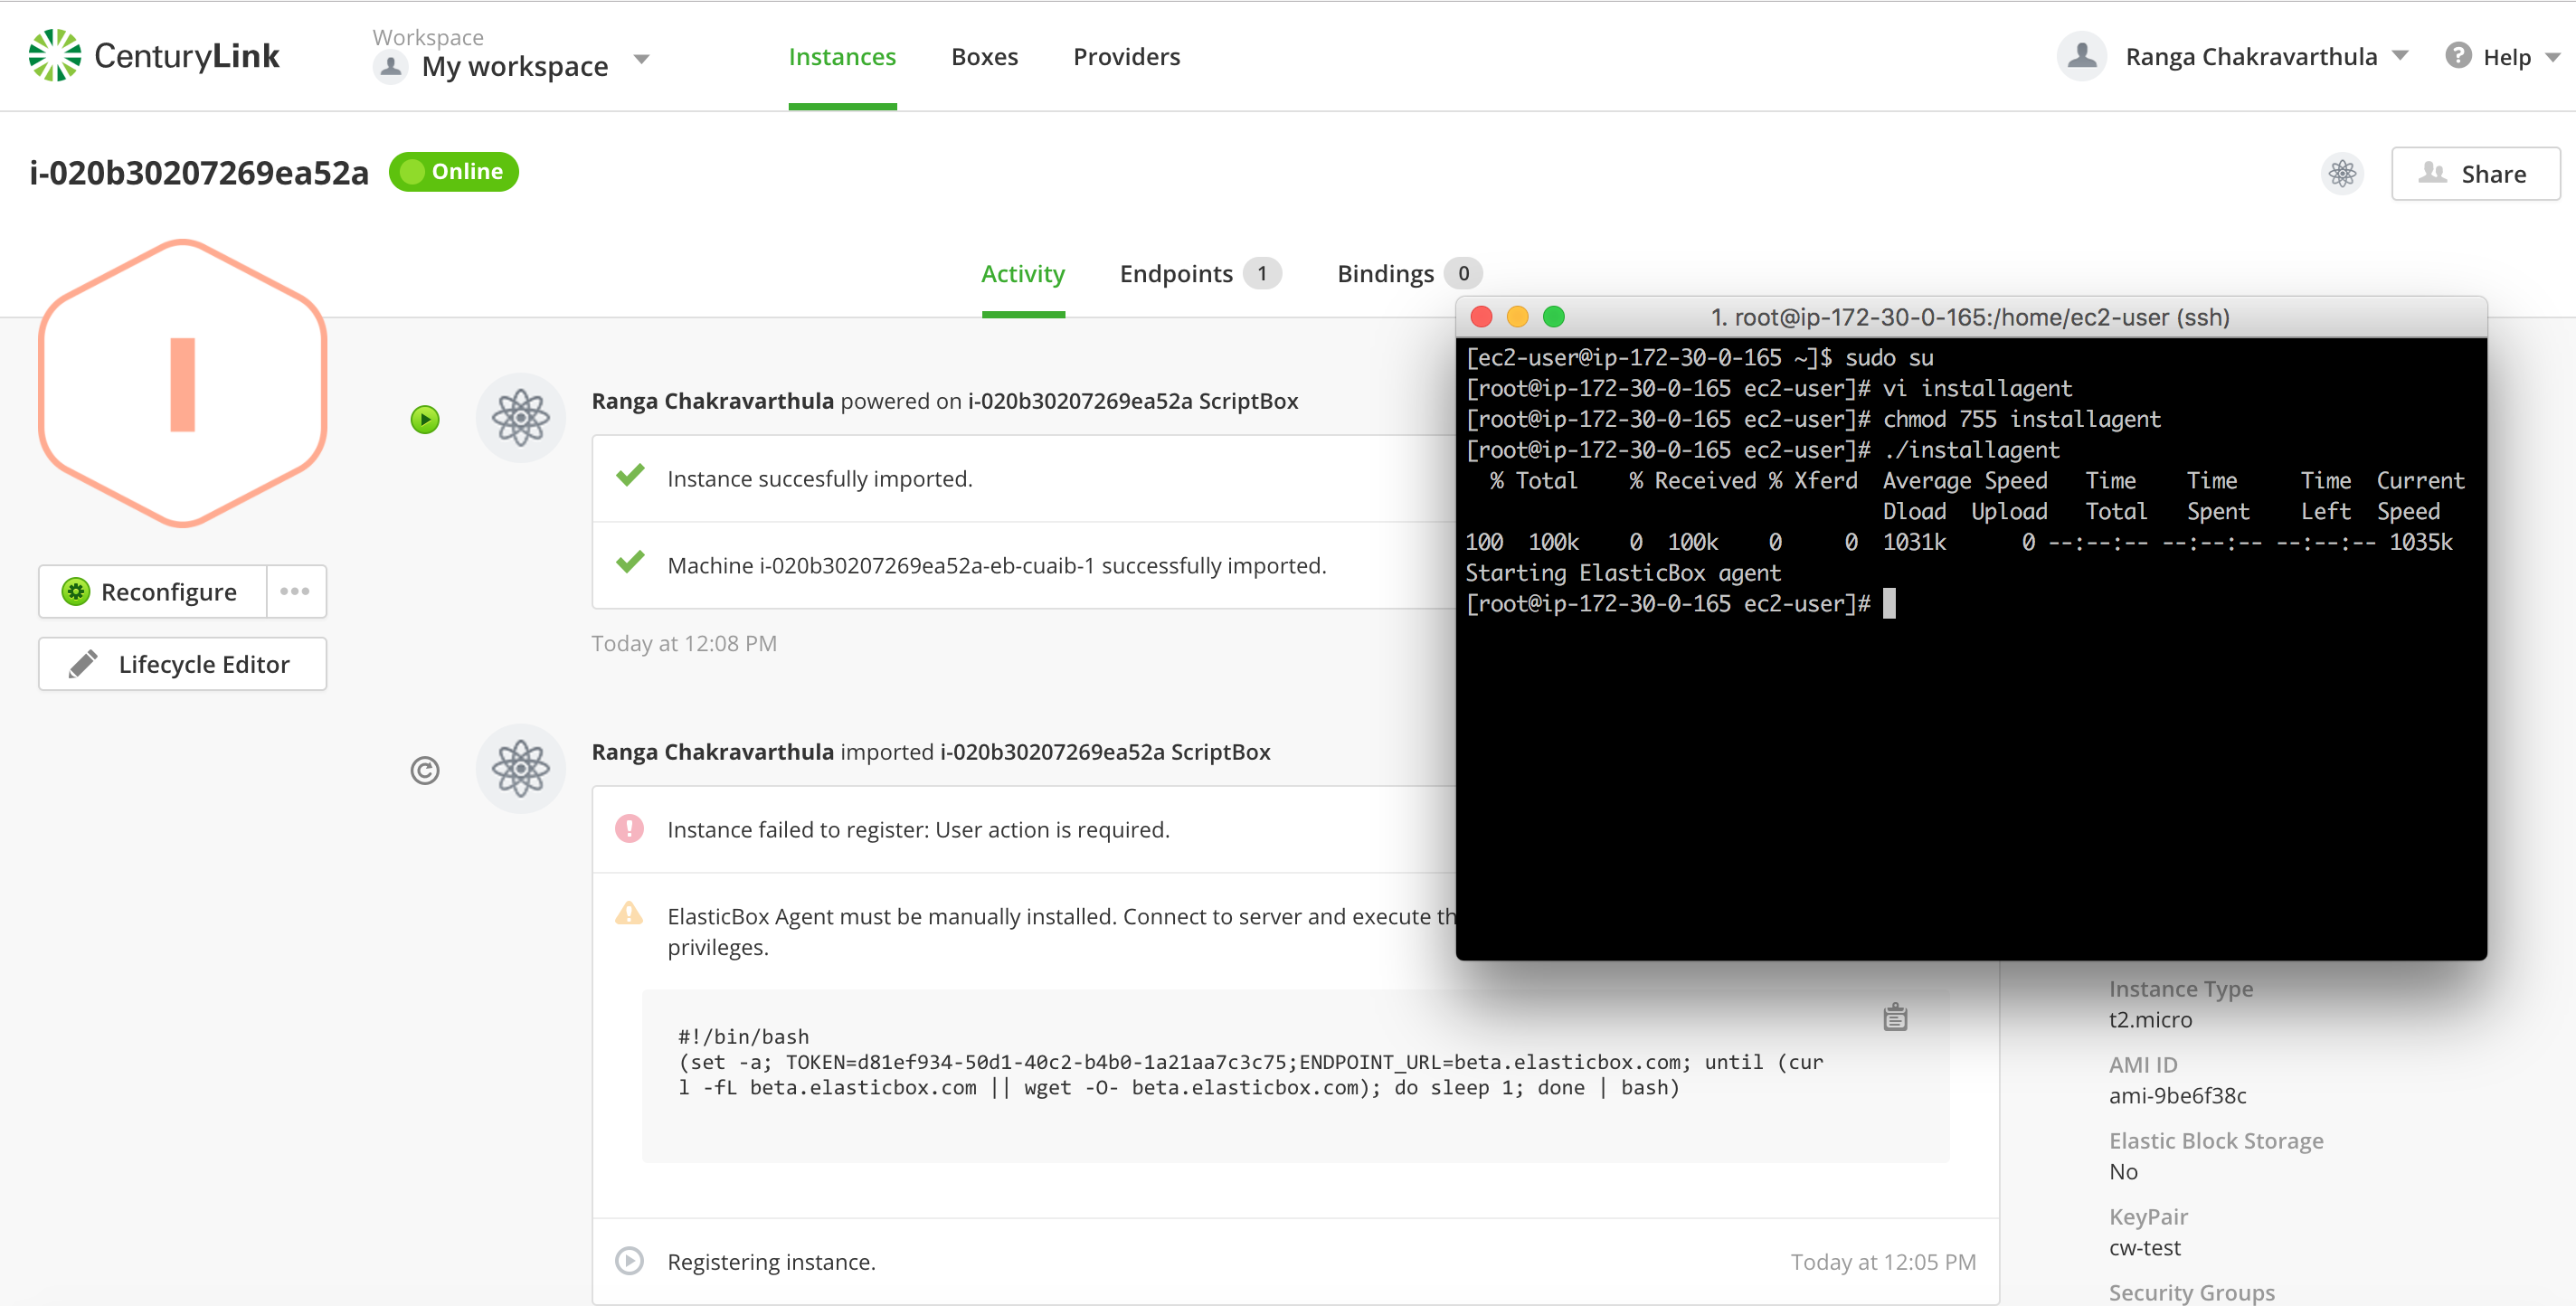 CenturyLink
Workspace
My workspace
Instances
Boxes
Providers
Ranga Chakravarthula
? Help
i-020b30207269ea52a
Online
Share
Activity
Endpoints 1
Bindings 0
I
Reconfigure
Lifecycle Editor
Ranga Chakravarthula powered on i-020b30207269ea52a ScriptBox
Instance succesfully imported.
Machine i-020b30207269ea52a-eb-cuaib-1 successfully imported.
Today at 12:08 PM
Ranga Chakravarthula imported i-020b30207269ea52a ScriptBox
Instance failed to register: User action is required.
ElasticBox Agent must be manually installed. Connect to server and execute th
privileges.
#!/bin/bash
(set -a; TOKEN=d81ef934-50d1-40c2-b4b0-1a21aa7c3c75;ENDPOINT_URL=beta.elasticbox.com; until (cur
l -fL beta.elasticbox.com || wget -O- beta.elasticbox.com); do sleep 1; done | bash)
Registering instance.
Today at 12:05 PM
1. root@ip-172-30-0-165:/home/ec2-user (ssh)
[ec2-user@ip-172-30-0-165 ~]$ sudo su
[root@ip-172-30-0-165 ec2-user]# vi installagent
[root@ip-172-30-0-165 ec2-user]# chmod 755 installagent
[root@ip-172-30-0-165 ec2-user]# ./installagent
% Total % Received % Xferd Average Speed Time Time Time Current
Dload Upload Total Spent Left Speed
100 100k 0 100k 0 0 1031k 0 --:--:-- --:--:-- --:--:-- 1035k
Starting ElasticBox agent
[root@ip-172-30-0-165 ec2-user]#
Instance Type
t2.micro
AMI ID
ami-9be6f38c
Elastic Block Storage
No
KeyPair
cw-test
Security Groups